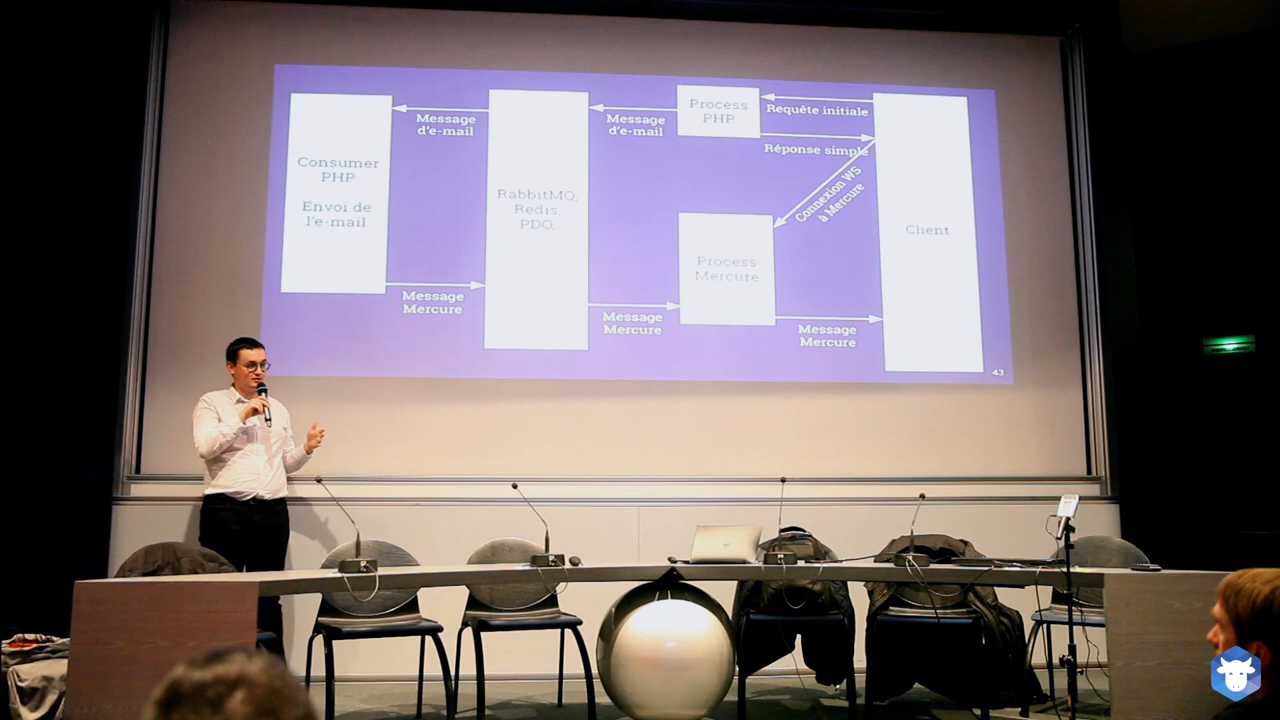 Consumer
PHP
Envoi de
l'e-mail
Message
d'e-mail
Message
Mercure
RabbitMQ,
Redis,
PDO,
Message
d'e-mail
Message
Mercure
Process
PHP
Requête initiale
Réponse simple
Connexion WS
à Mercure
Process
Mercure
Message
Mercure
Client
43